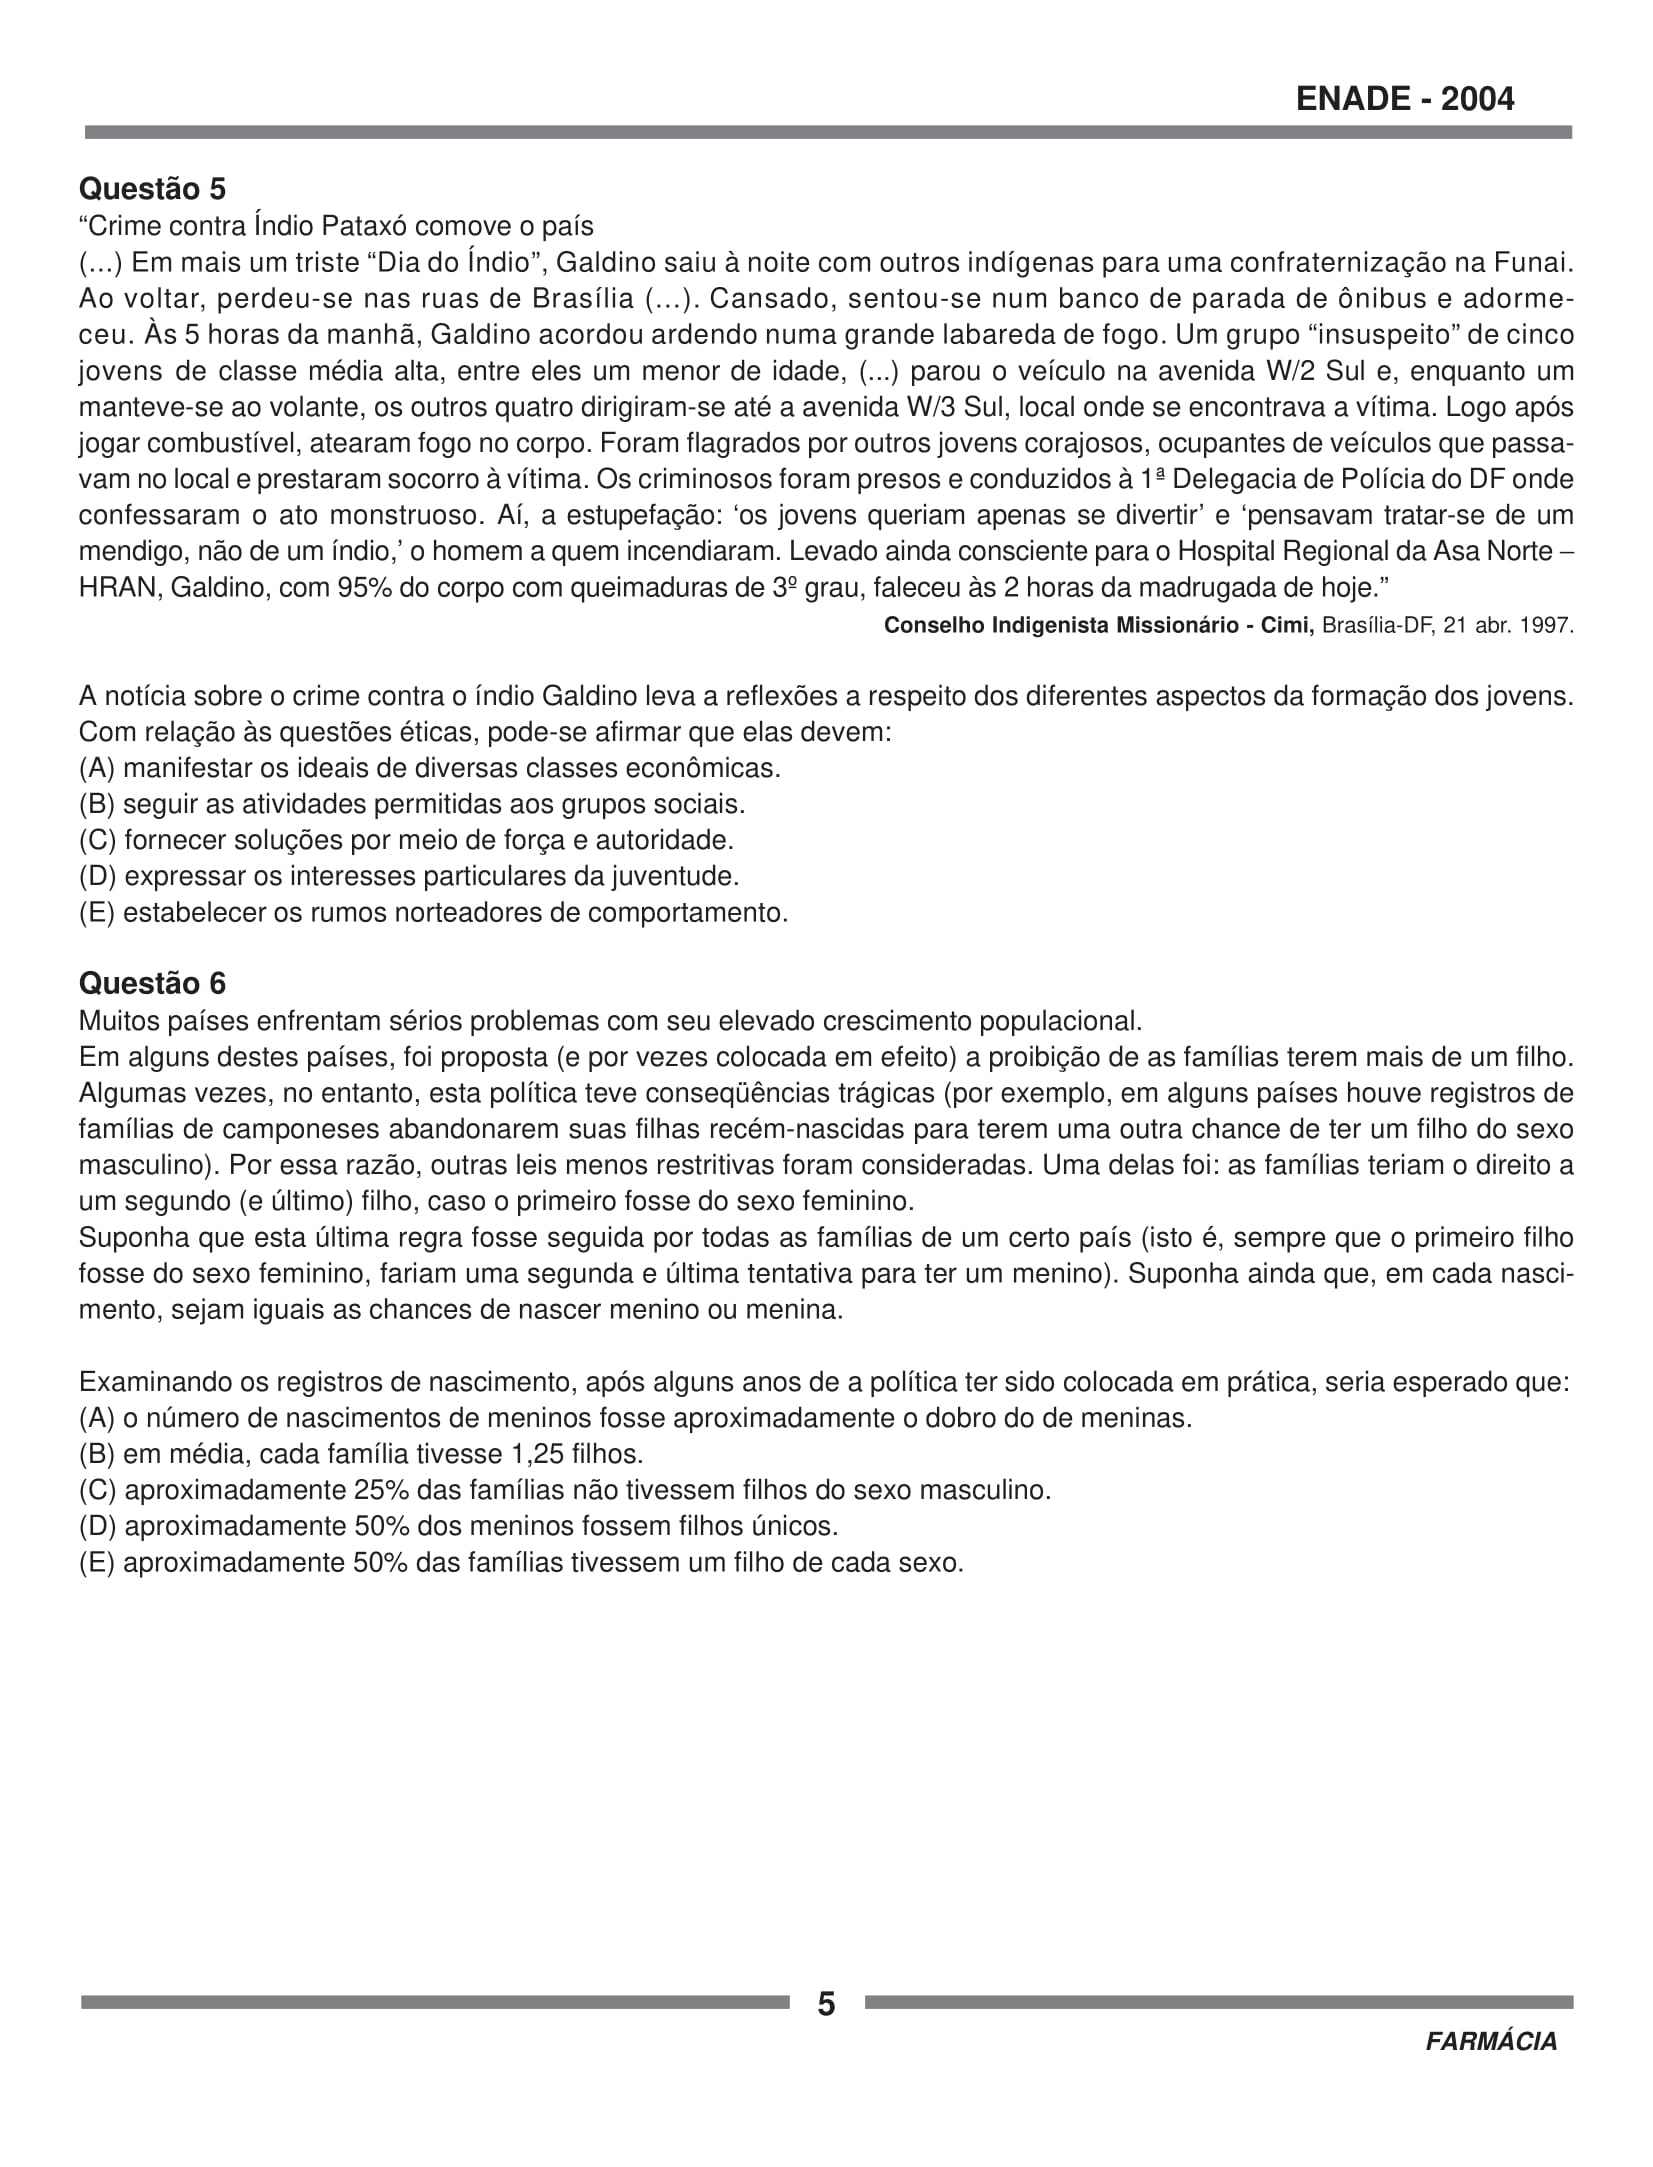 ENADE - 2004
Questão 5
“Crime contra Índio Pataxó comove o país
(...) Em mais um triste “Dia do Índio”, Galdino saiu à noite com outros indígenas para uma confraternização na Funai.
Ao voltar, perdeu-se nas ruas de Brasília (...). Cansado, sentou-se num banco de parada de ônibus e adorme-
ceu. Às 5 horas da manhã, Galdino acordou ardendo numa grande labareda de fogo. Um grupo “insuspeito” de cinco
jovens de classe média alta, entre eles um menor de idade, (...) parou o veículo na avenida W/2 Sul e, enquanto um
manteve-se ao volante, os outros quatro dirigiram-se até a avenida W/3 Sul, local onde se encontrava a vítima. Logo após
jogar combustível, atearam fogo no corpo. Foram flagrados por outros jovens corajosos, ocupantes de veículos que passa-
vam no local e prestaram socorro à vítima. Os criminosos foram presos e conduzidos à 1ª Delegacia de Polícia do DF onde
confessaram o ato monstruoso. Aí, a estupefação: ‘os jovens queriam apenas se divertir’ e ‘pensavam tratar-se de um
mendigo, não de um índio,’ o homem a quem incendiaram. Levado ainda consciente para o Hospital Regional da Asa Norte –
HRAN, Galdino, com 95% do corpo com queimaduras de 3º grau, faleceu às 2 horas da madrugada de hoje.”
Conselho Indigenista Missionário - Cimi, Brasília-DF, 21 abr. 1997.
A notícia sobre o crime contra o índio Galdino leva a reflexões a respeito dos diferentes aspectos da formação dos jovens.
Com relação às questões éticas, pode-se afirmar que elas devem:
(A) manifestar os ideais de diversas classes econômicas.
(B) seguir as atividades permitidas aos grupos sociais.
(C) fornecer soluções por meio de força e autoridade.
(D) expressar os interesses particulares da juventude.
(E) estabelecer os rumos norteadores de comportamento.
Questão 6
Muitos países enfrentam sérios problemas com seu elevado crescimento populacional.
Em alguns destes países, foi proposta (e por vezes colocada em efeito) a proibição de as famílias terem mais de um filho.
Algumas vezes, no entanto, esta política teve conseqüências trágicas (por exemplo, em alguns países houve registros de
famílias de camponeses abandonarem suas filhas recém-nascidas para terem uma outra chance de ter um filho do sexo
masculino). Por essa razão, outras leis menos restritivas foram consideradas. Uma delas foi: as famílias teriam o direito a
um segundo (e último) filho, caso o primeiro fosse do sexo feminino.
Suponha que esta última regra fosse seguida por todas as famílias de um certo país (isto é, sempre que o primeiro filho
fosse do sexo feminino, fariam uma segunda e última tentativa para ter um menino). Suponha ainda que, em cada nasci-
mento, sejam iguais as chances de nascer menino ou menina.
Examinando os registros de nascimento, após alguns anos de a política ter sido colocada em prática, seria esperado que:
(A) o número de nascimentos de meninos fosse aproximadamente o dobro do de meninas.
(B) em média, cada família tivesse 1,25 filhos.
(C) aproximadamente 25% das famílias não tivessem filhos do sexo masculino.
(D) aproximadamente 50% dos meninos fossem filhos únicos.
(E) aproximadamente 50% das famílias tivessem um filho de cada sexo.
5
FARMÁCIA